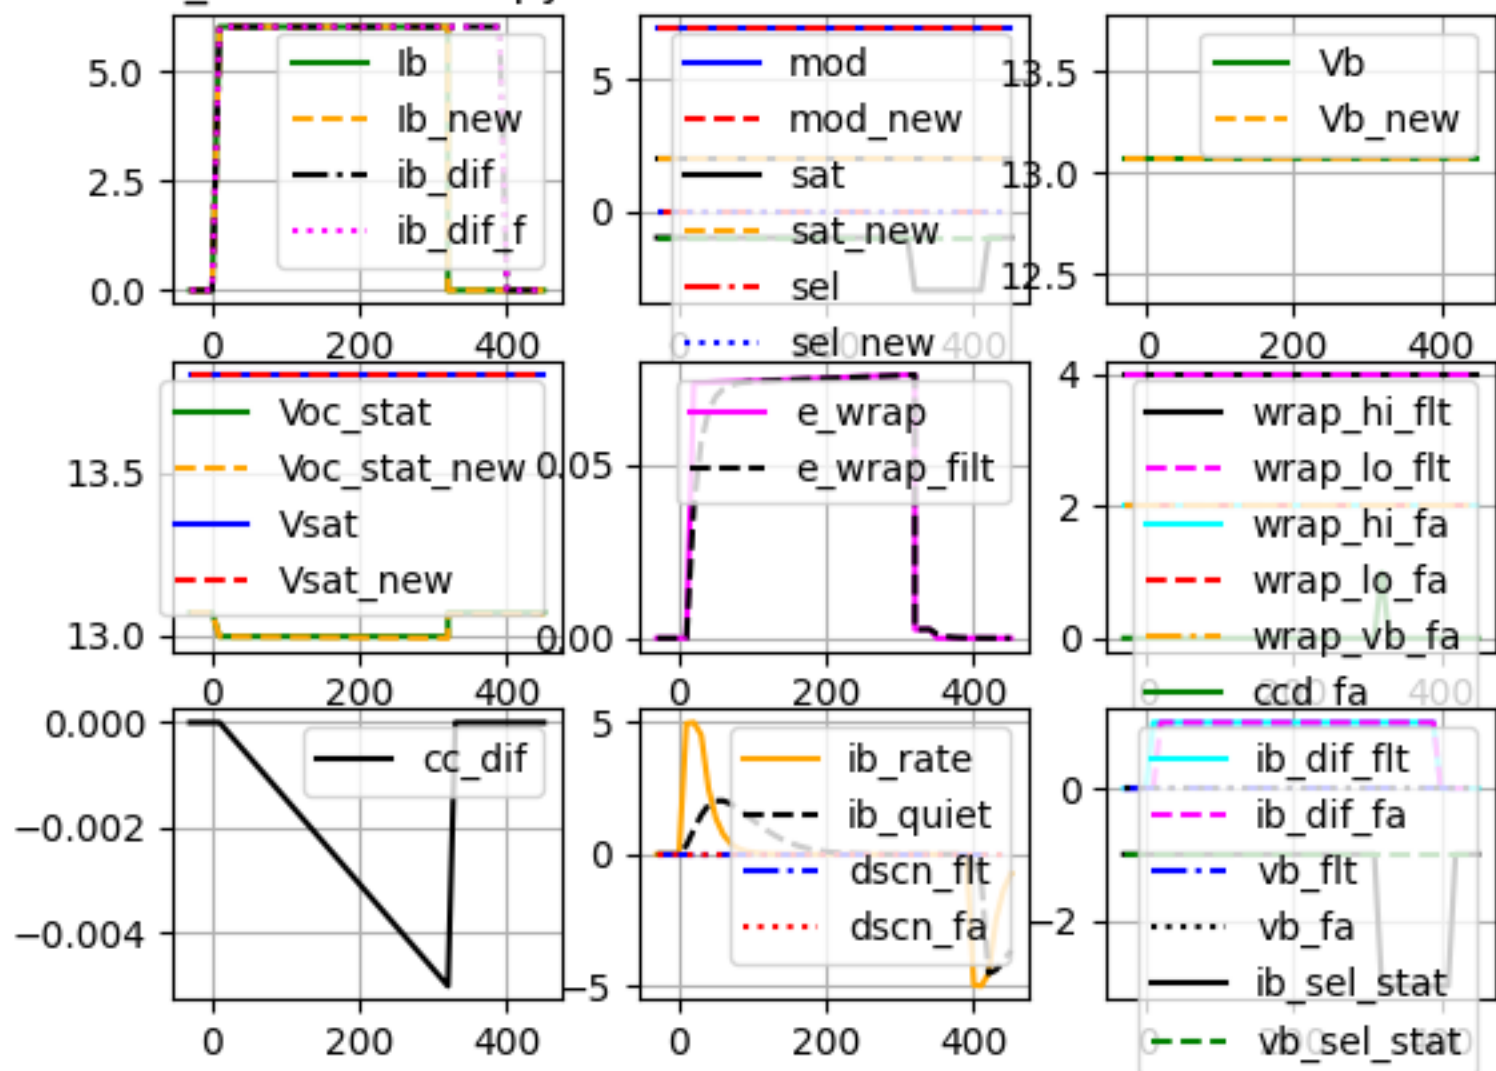 5.0
2.5
0.0
0
200
400
Ib
Ib_new
ib_dif
ib_dif_f
5
0
0
400
mod
mod_new
sat
sat_new
sel
sel_new
13.5
13.0
12.5
0
200
400
Vb
Vb_new
13.5
13.0
0
200
400
Voc_stat
Voc_stat_new
Vsat
Vsat_new
0.05
0.00
0
200
400
e_wrap
e_wrap_filt
4
2
0
0
400
wrap_hi_flt
wrap_lo_flt
wrap_hi_fa
wrap_lo_fa
wrap_vb_fa
ccd_fa
0.000
−0.002
−0.004
0
200
400
cc_dif
5
0
−5
0
200
400
ib_rate
ib_quiet
dscn_flt
dscn_fa
0
−2
0
400
ib_dif_flt
ib_dif_fa
vb_flt
vb_fa
ib_sel_stat
vb_sel_stat